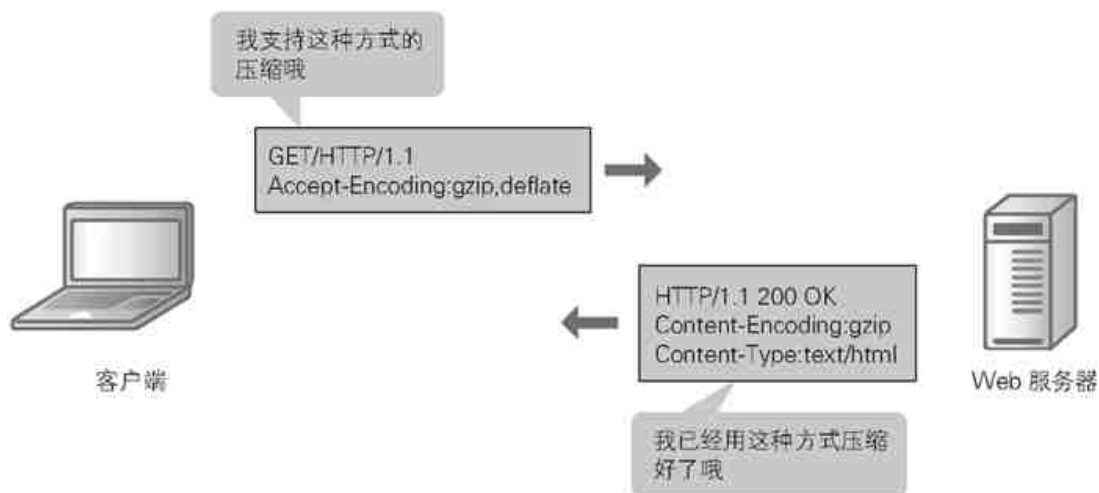 我支持这种方式的
压缩哦
GET/HTTP/1.1
Accept-Encoding:gzip,deflate
HTTP/1.1 200 OK
Content-Encoding:gzip
Content-Type:text/html
客户端
Web 服务器
我已经用这种方式压缩
好了哦